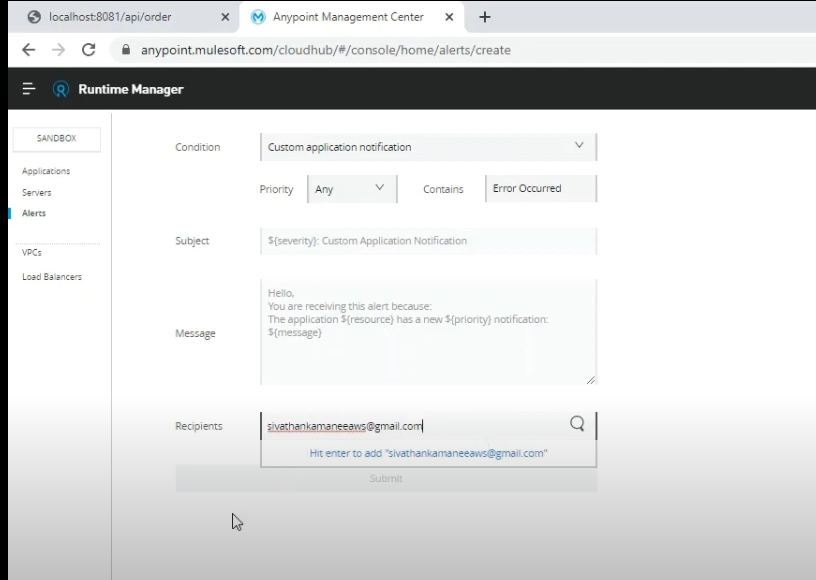 localhost:8081/api/order
Anypoint Management Center
anypoint.mulesoft.com/cloudhub/#/console/home/alerts/create
Runtime Manager
SANDBOX
Applications
Servers
Alerts
VPCs
Load Balancers
Condition
Custom application notification
Priority
Any
Contains
Error Occurred
Subject
${severity}: Custom Application Notification
Message
Hello,
You are receiving this alert because:
The application ${resource} has a new ${priority} notification:
${message}
Recipients
sivathankamaneeaws@gmail.com
Hit enter to add "sivathankamaneeaws@gmail.com"
Submit